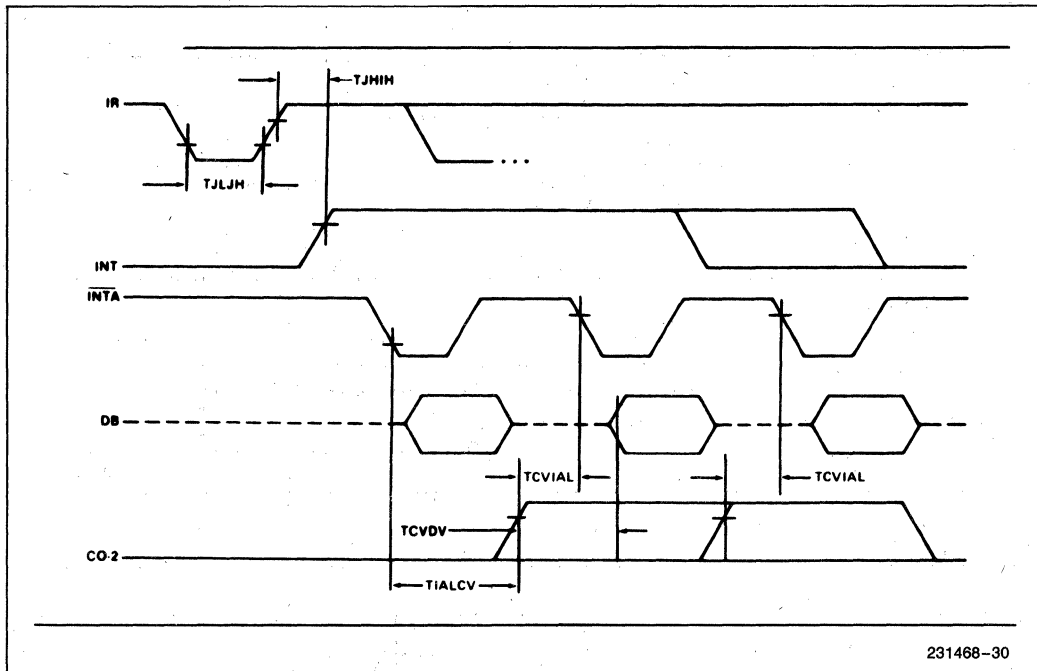 TJHIH
IR
TJLJH
...
INT
INTA
DB
TCVIAL
TCVIAL
TCVDV
CO-2
TIALCV
231468–30